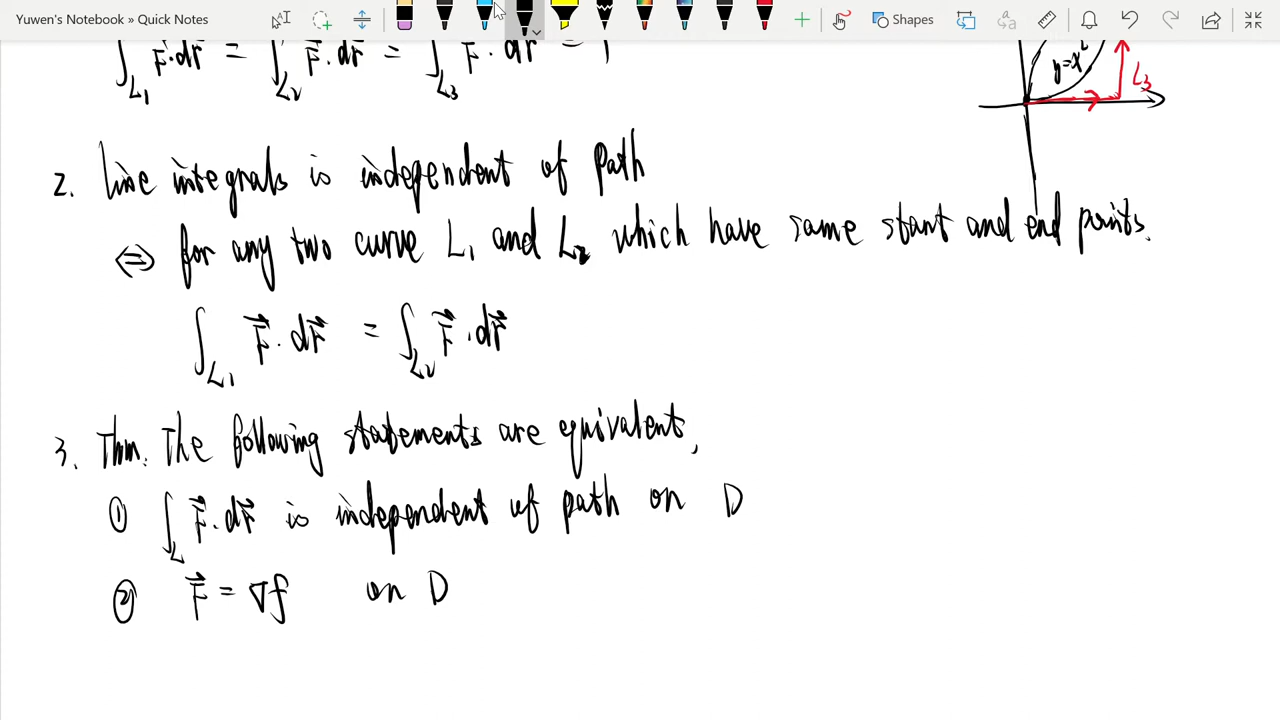 Yuwen's Notebook » Quick Notes
Shapes
∫_{L₁} F⃗·dr⃗ = ∫_{L₂} F⃗·dr⃗ = ∫_{L₃} F⃗·dr⃗ = 1
y=x²
L₃
2. Line integrals is independent of path
⇔ for any two curve L₁ and L₂ which have same start and end points.
∫_{L₁} F⃗·dr⃗ = ∫_{L₂} F⃗·dr⃗
3. Thm. The following statements are equivalent,
① ∫_L F⃗·dr⃗ is independent of path on D
② F⃗ = ∇f on D